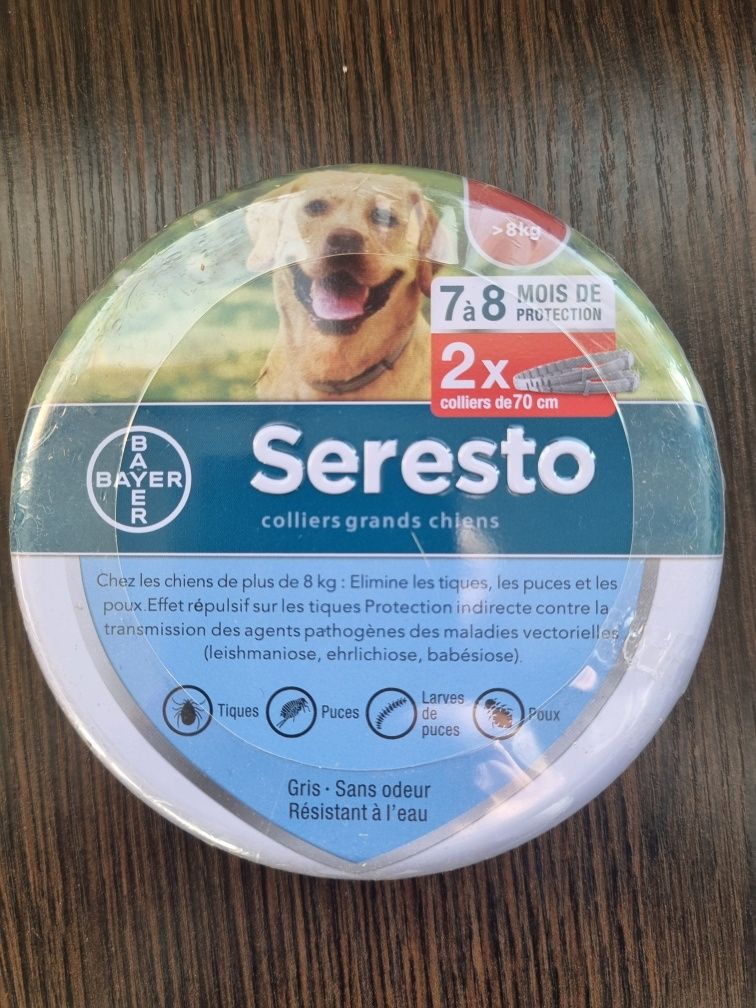 >8kg
7à8 MOIS DE
PROTECTION
2x
colliers de 70 cm
BAYER
BAYER
Seresto
colliers grands chiens
Chez les chiens de plus de 8 kg : Elimine les tiques, les puces et les
poux.Effet répulsif sur les tiques Protection indirecte contre la
transmission des agents pathogènes des maladies vectorielles
(leishmaniose, ehrlichiose, babésiose).
Tiques
Puces
Larves
de
puces
Poux
Gris · Sans odeur
Résistant à l'eau